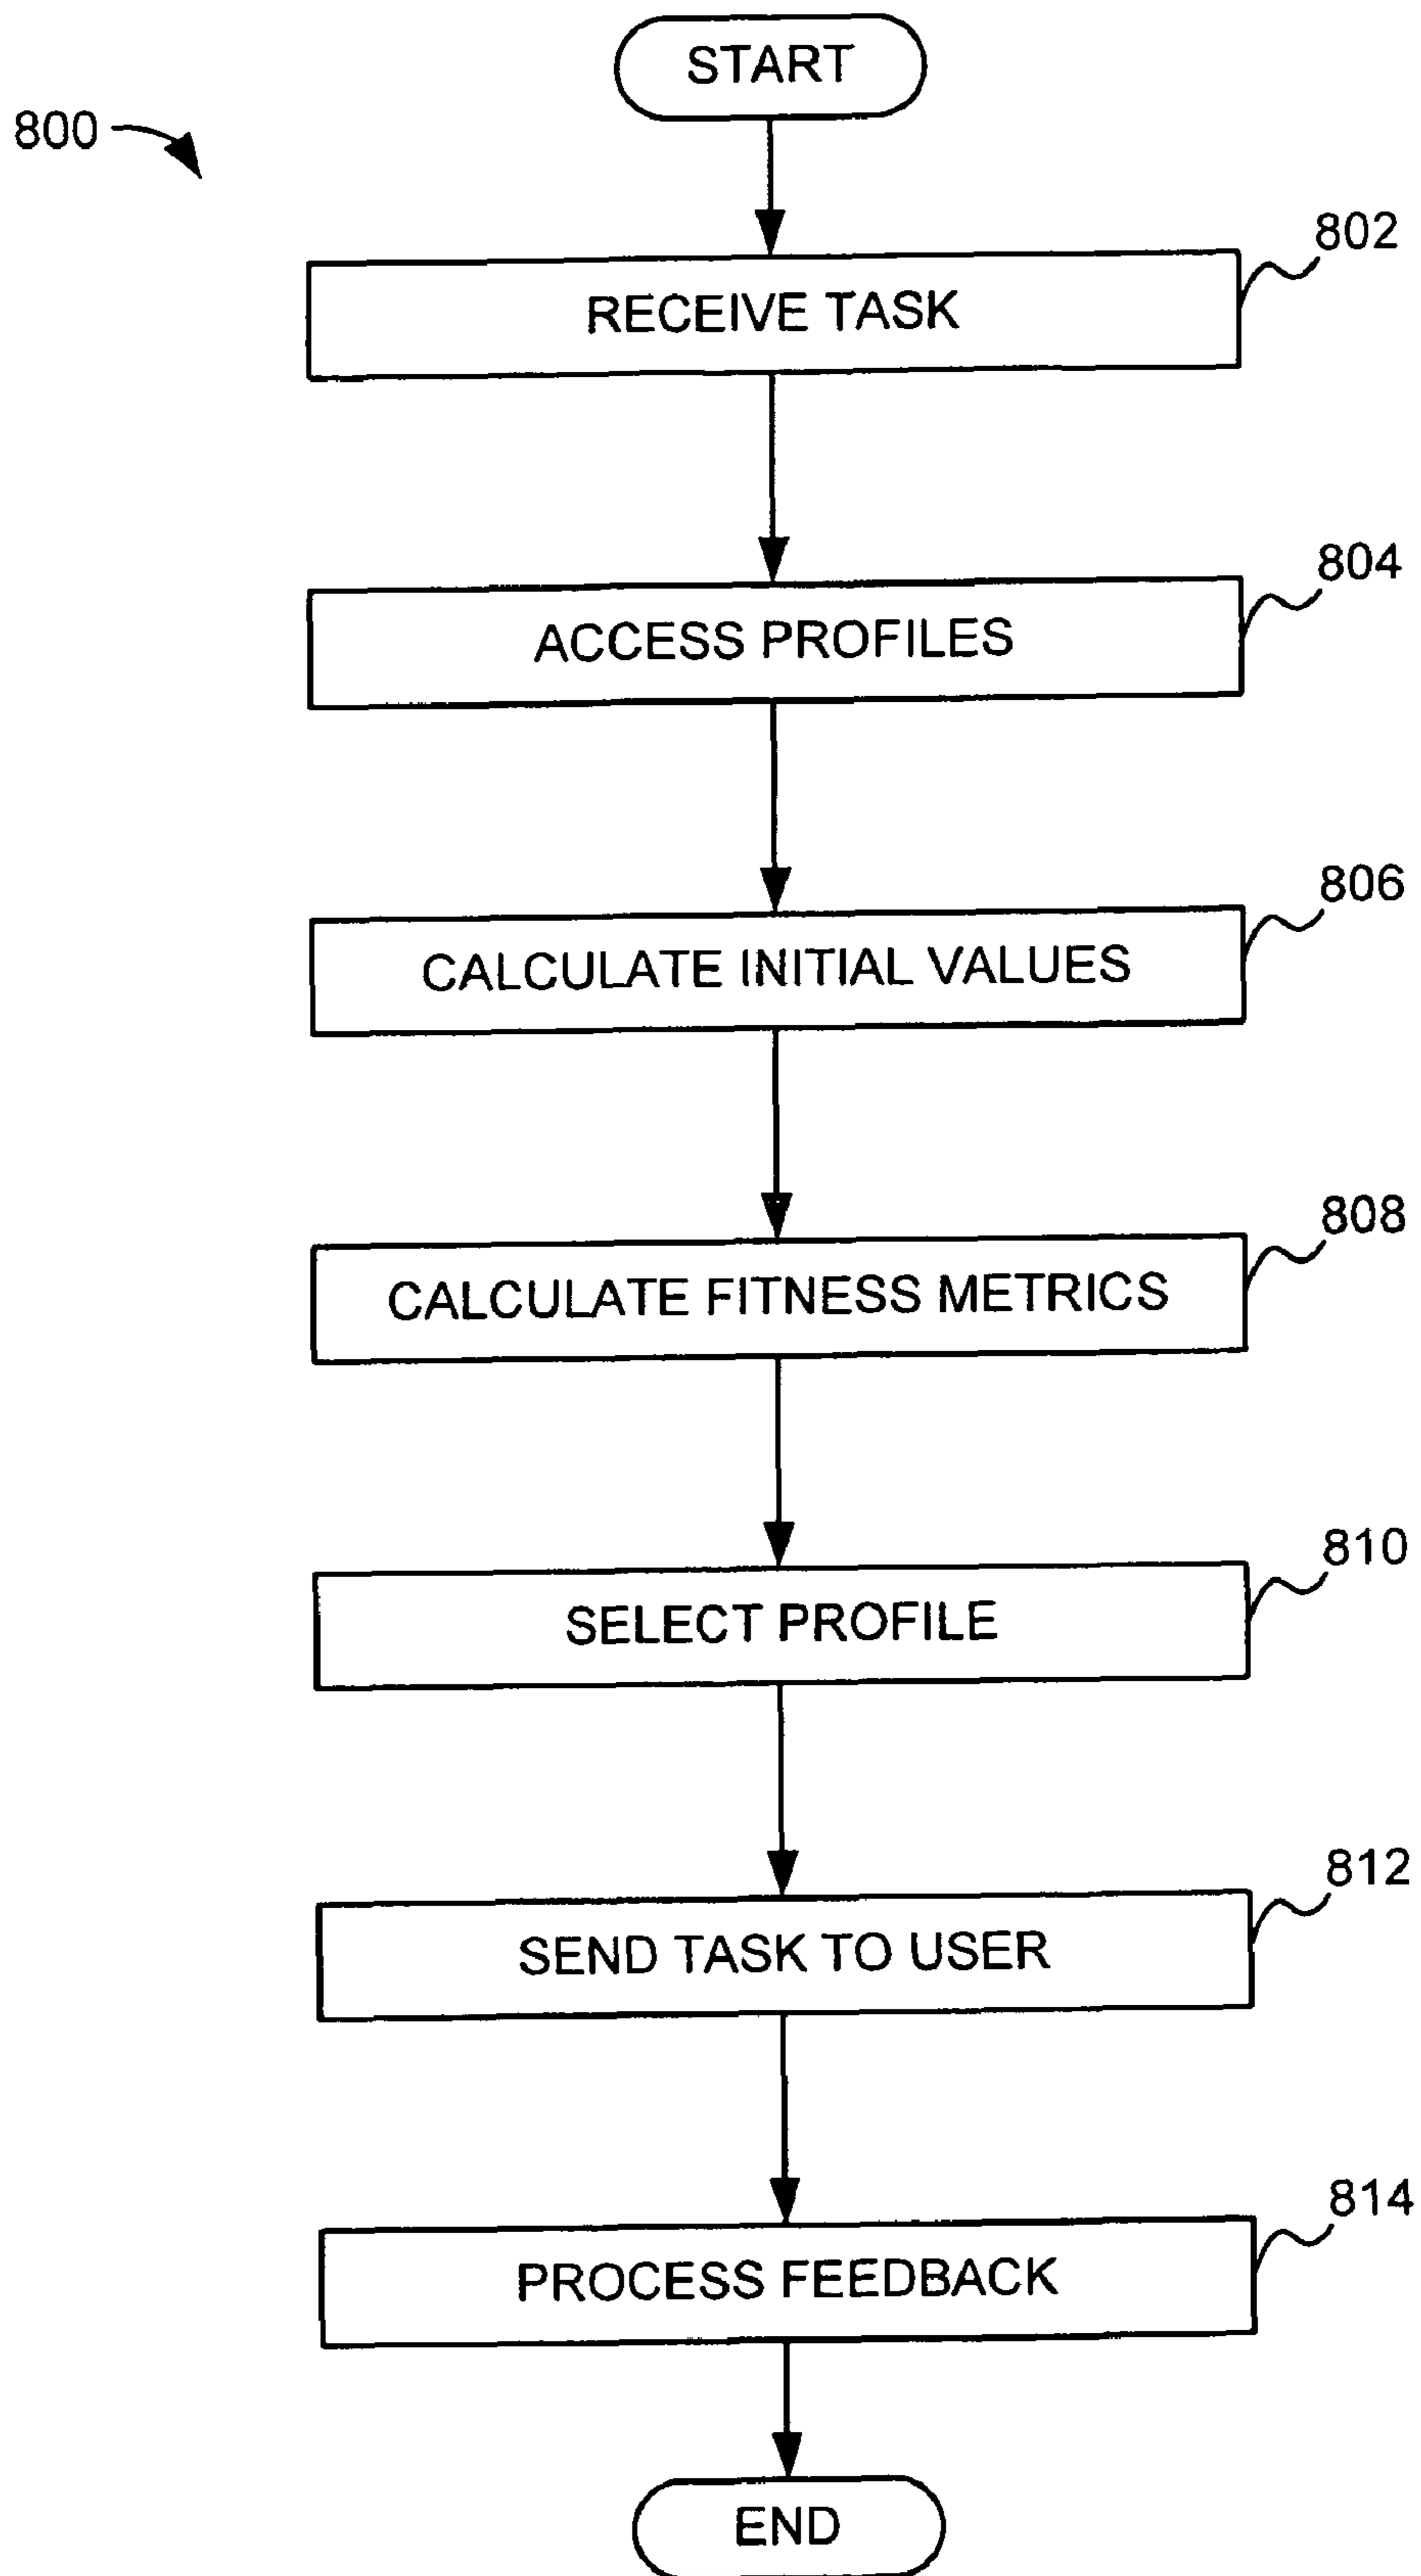 START
800
802
RECEIVE TASK
804
ACCESS PROFILES
806
CALCULATE INITIAL VALUES
808
CALCULATE FITNESS METRICS
810
SELECT PROFILE
812
SEND TASK TO USER
814
PROCESS FEEDBACK
END